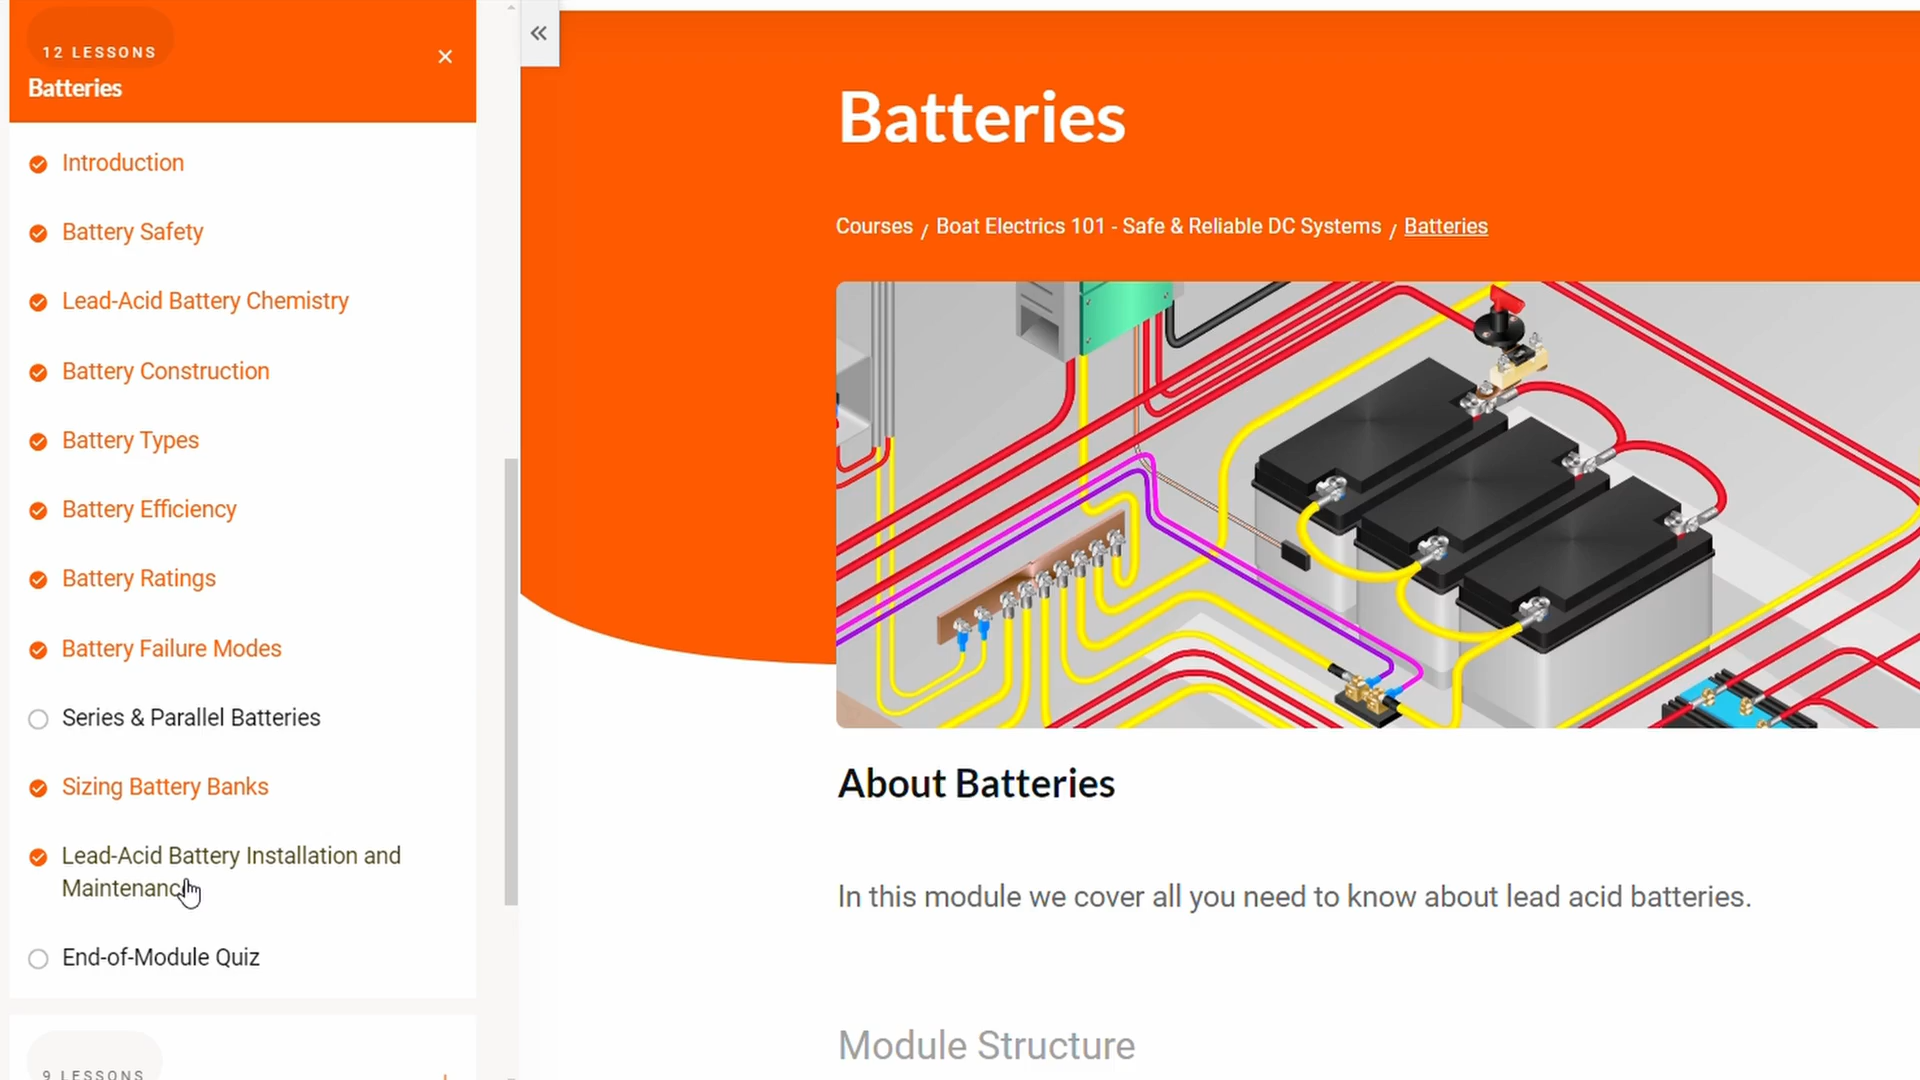 12 LESSONS
Batteries
Introduction
Battery Safety
Lead-Acid Battery Chemistry
Battery Construction
Battery Types
Battery Efficiency
Battery Ratings
Battery Failure Modes
Series & Parallel Batteries
Sizing Battery Banks
Lead-Acid Battery Installation and
Maintenance
End-of-Module Quiz
9 LESSONS
Batteries
Courses / Boat Electrics 101 - Safe & Reliable DC Systems / Batteries
About Batteries
In this module we cover all you need to know about lead acid batteries.
Module Structure